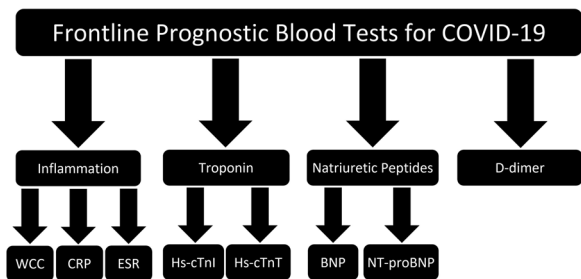 Frontline Prognostic Blood Tests for COVID-19
Inflammation
Troponin
Natriuretic Peptides
D-dimer
WCC
CRP
ESR
Hs-cTnI
Hs-cTnT
BNP
NT-proBNP